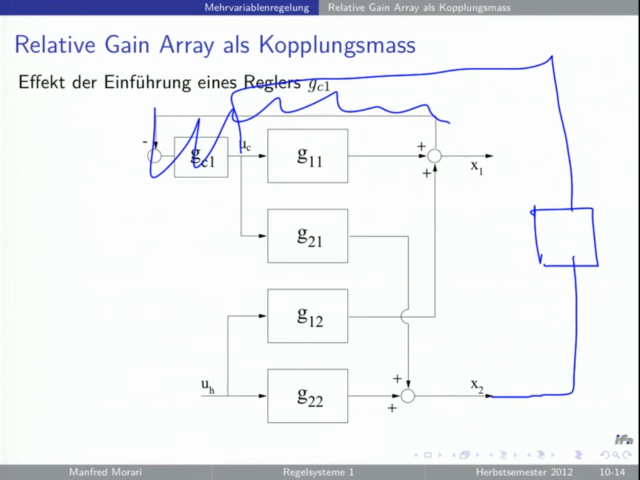 Mehrvariablenregelung Relative Gain Array als Kopplungsmass
Relative Gain Array als Kopplungsmass
Effekt der Einführung eines Reglers g_c1
-
g_c1
u_c
g_11
+
+
x_1
g_21
g_12
u_h
g_22
+
+
x_2
ifa
Manfred Morari Regelsysteme 1 Herbstsemester 2012 10-14